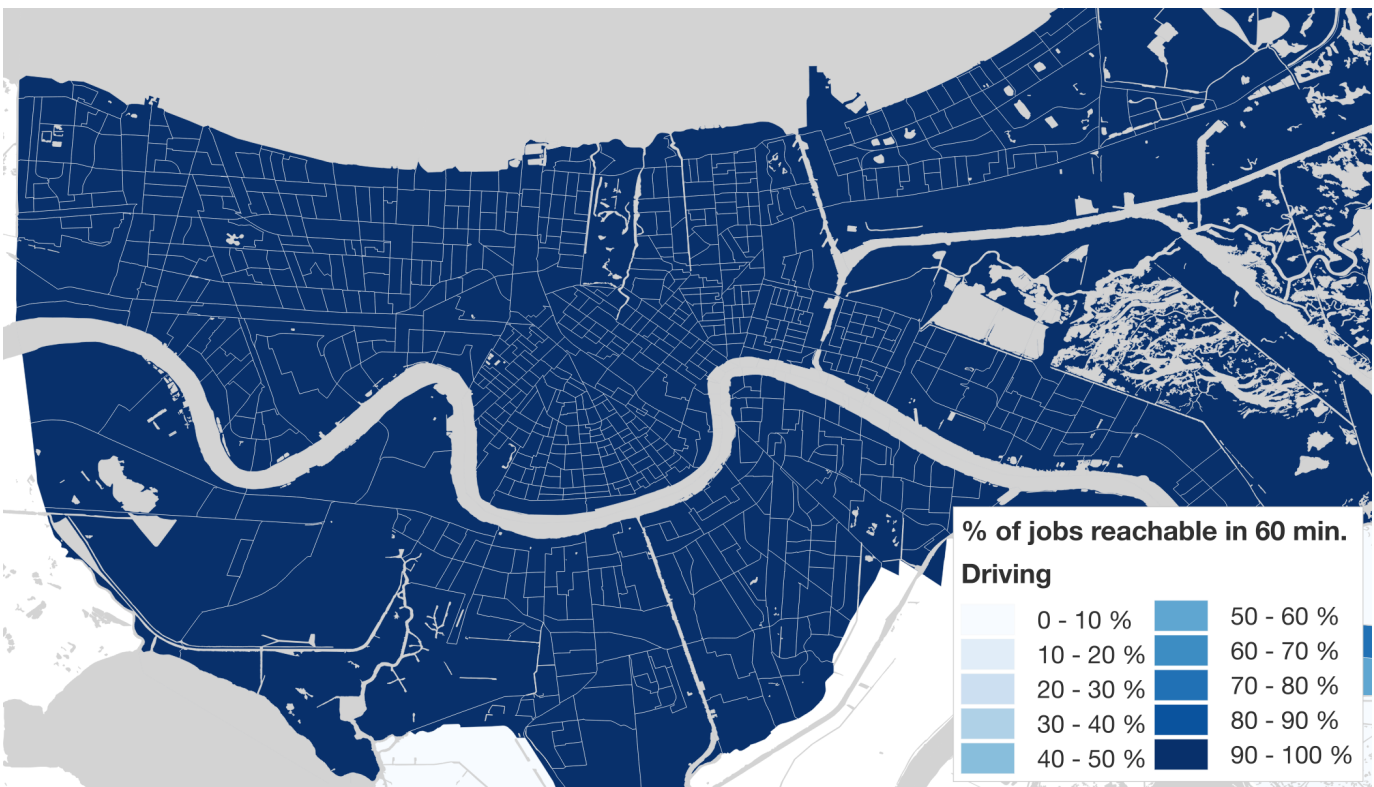 % of jobs reachable in 60 min.
Driving
0 - 10 %
10 - 20 %
20 - 30 %
30 - 40 %
40 - 50 %
50 - 60 %
60 - 70 %
70 - 80 %
80 - 90 %
90 - 100 %